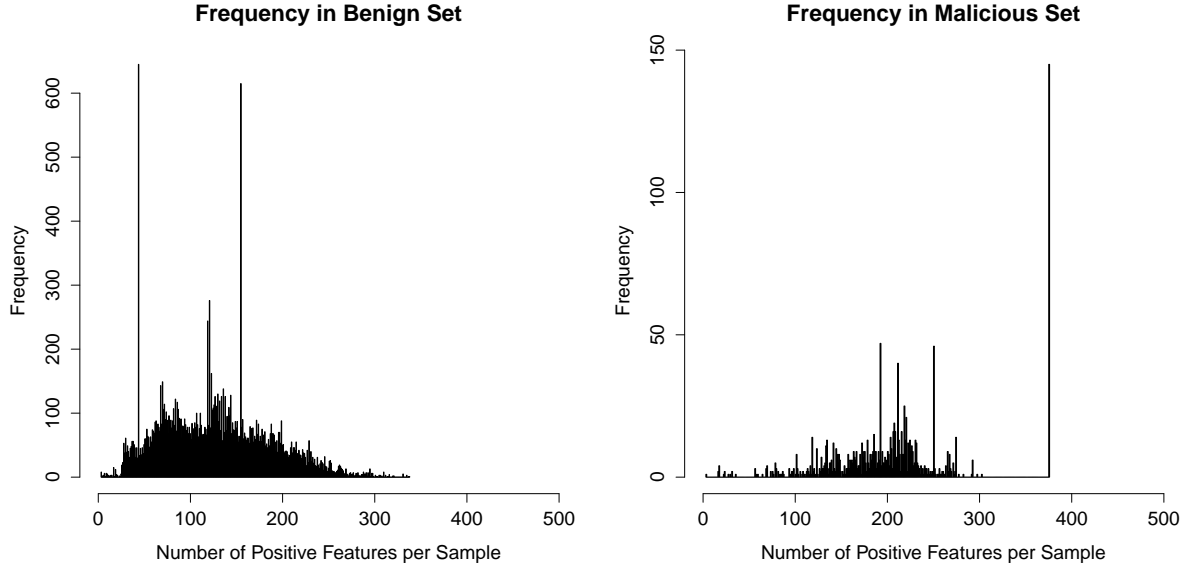 Frequency in Benign Set
Frequency
600
500
400
300
200
100
0
0 100 200 300 400 500
Number of Positive Features per Sample
Frequency in Malicious Set
Frequency
150
100
50
0
0 100 200 300 400 500
Number of Positive Features per Sample